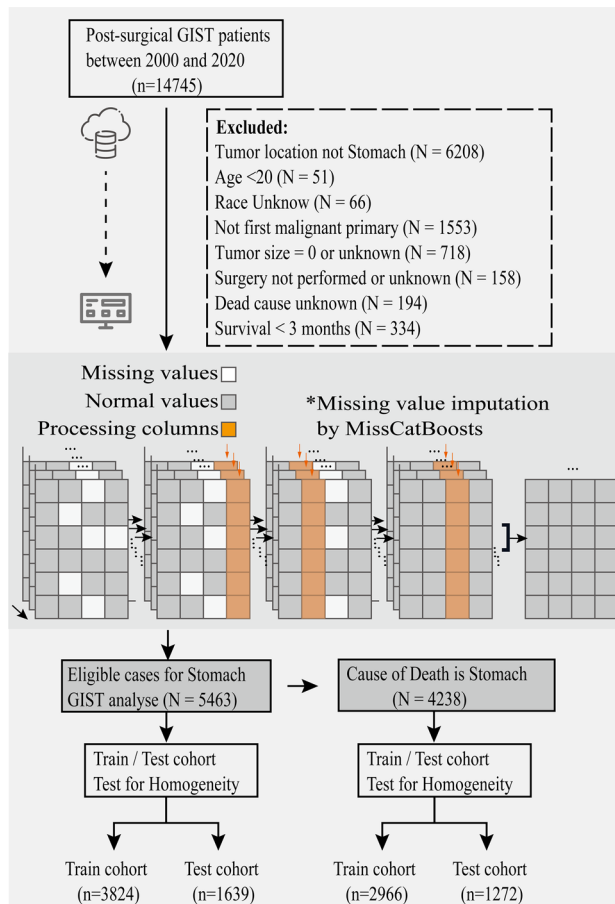 Post-surgical GIST patients
between 2000 and 2020
(n=14745)
Excluded:
Tumor location not Stomach (N = 6208)
Age <20 (N = 51)
Race Unknow (N = 66)
Not first malignant primary (N = 1553)
Tumor size = 0 or unknown (N = 718)
Surgery not performed or unknown (N = 158)
Dead cause unknown (N = 194)
Survival < 3 months (N = 334)
Missing values
Normal values
Processing columns
*Missing value imputation
by MissCatBoosts
Eligible cases for Stomach
GIST analyse (N = 5463)
Cause of Death is Stomach
(N = 4238)
Train / Test cohort
Test for Homogeneity
Train / Test cohort
Test for Homogeneity
Train cohort
(n=3824)
Test cohort
(n=1639)
Train cohort
(n=2966)
Test cohort
(n=1272)